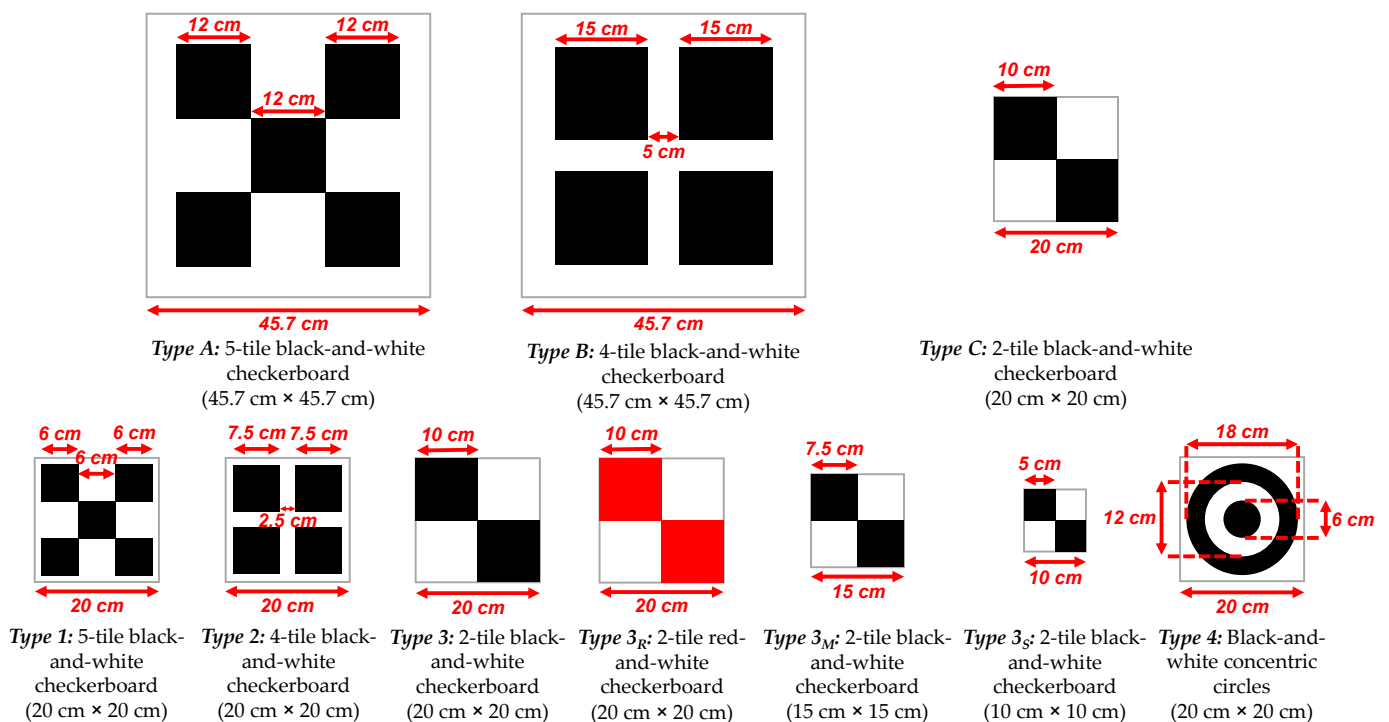 12 cm 12 cm
12 cm
45.7 cm
Type A: 5-tile black-and-white
checkerboard
(45.7 cm × 45.7 cm)
15 cm 15 cm
5 cm
45.7 cm
Type B: 4-tile black-and-white
checkerboard
(45.7 cm × 45.7 cm)
10 cm
20 cm
Type C: 2-tile black-and-white
checkerboard
(20 cm × 20 cm)
6 cm 6 cm
6 cm
20 cm
Type 1: 5-tile black-
and-white
checkerboard
(20 cm × 20 cm)
7.5 cm 7.5 cm
2.5 cm
20 cm
Type 2: 4-tile black-
and-white
checkerboard
(20 cm × 20 cm)
10 cm
20 cm
Type 3: 2-tile black-
and-white
checkerboard
(20 cm × 20 cm)
10 cm
20 cm
Type 3R: 2-tile red-
and-white
checkerboard
(20 cm × 20 cm)
7.5 cm
15 cm
Type 3M: 2-tile black-
and-white
checkerboard
(15 cm × 15 cm)
5 cm
10 cm
Type 3S: 2-tile black-
and-white
checkerboard
(10 cm × 10 cm)
18 cm
12 cm
6 cm
20 cm
Type 4: Black-and-
white concentric
circles
(20 cm × 20 cm)